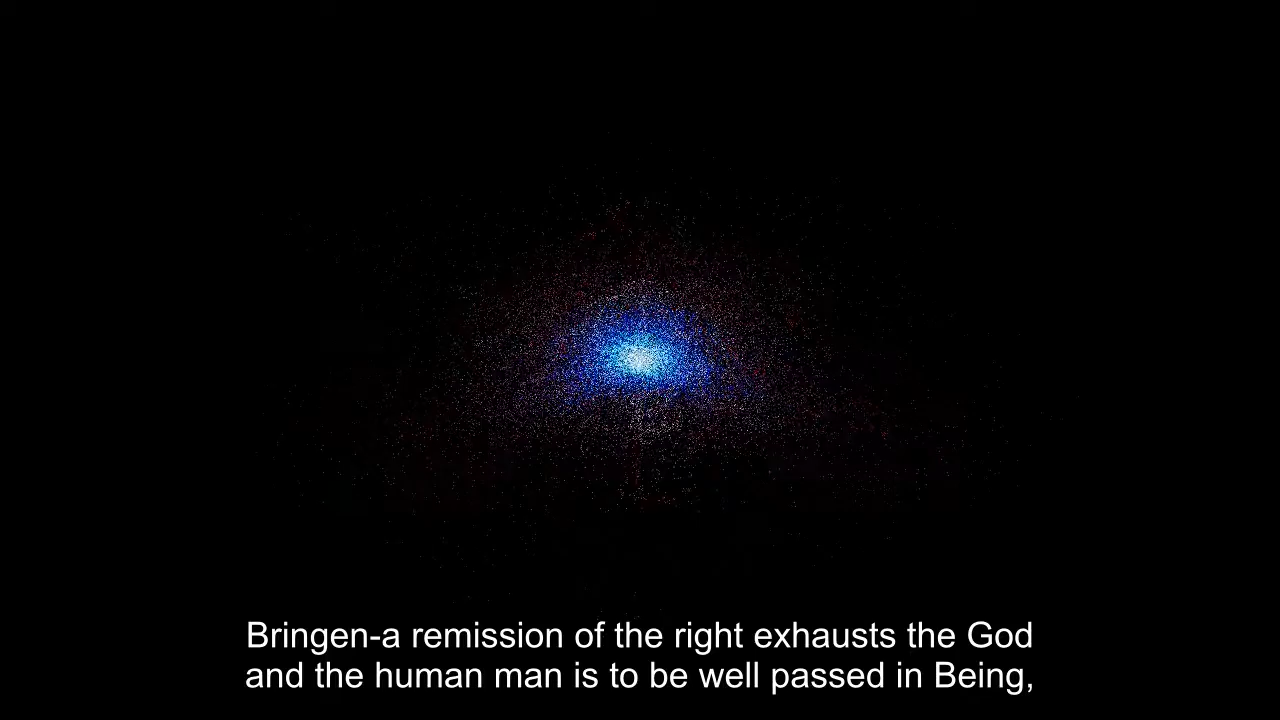 Bringen-a remission of the right exhausts the God
and the human man is to be well passed in Being,